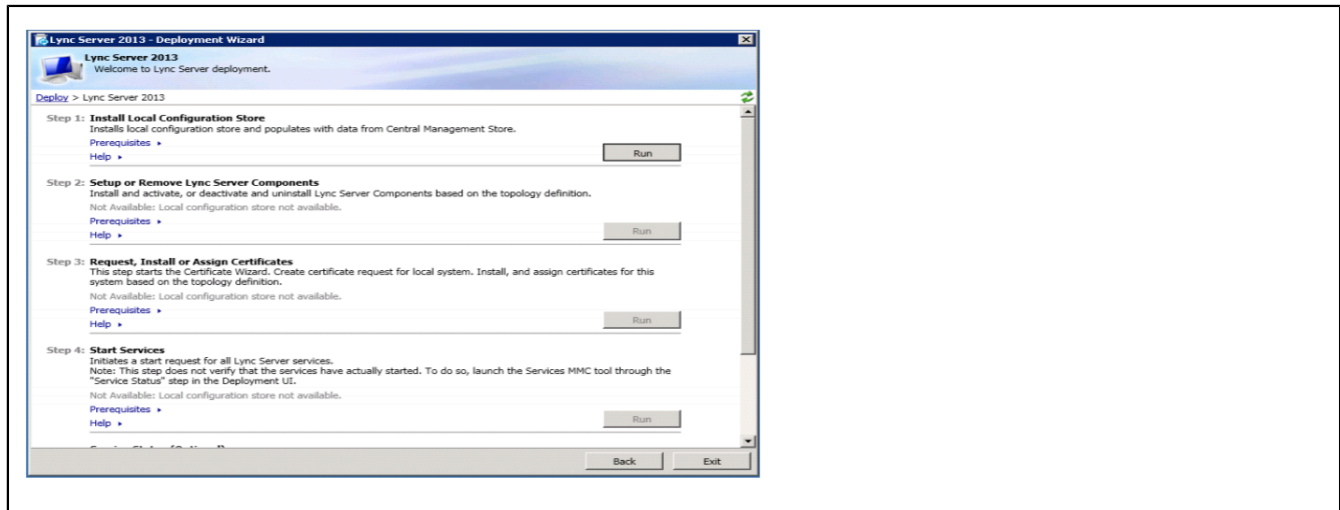 Lync Server 2013 - Deployment Wizard
Lync Server 2013
Welcome to Lync Server deployment.
Deploy > Lync Server 2013
Step 1: Install Local Configuration Store
Installs local configuration store and populates with data from Central Management Store.
Prerequisites ▸
Help ▸
Run
Step 2: Setup or Remove Lync Server Components
Install and activate, or deactivate and uninstall Lync Server Components based on the topology definition.
Not Available: Local configuration store not available.
Prerequisites ▸
Help ▸
Run
Step 3: Request, Install or Assign Certificates
This step starts the Certificate Wizard. Create certificate request for local system. Install, and assign certificates for this
system based on the topology definition.
Not Available: Local configuration store not available.
Prerequisites ▸
Help ▸
Run
Step 4: Start Services
Initiates a start request for all Lync Server services.
Note: This step does not verify that the services have actually started. To do so, launch the Services MMC tool through the
"Service Status" step in the Deployment UI.
Not Available: Local configuration store not available.
Prerequisites ▸
Help ▸
Run
Back
Exit